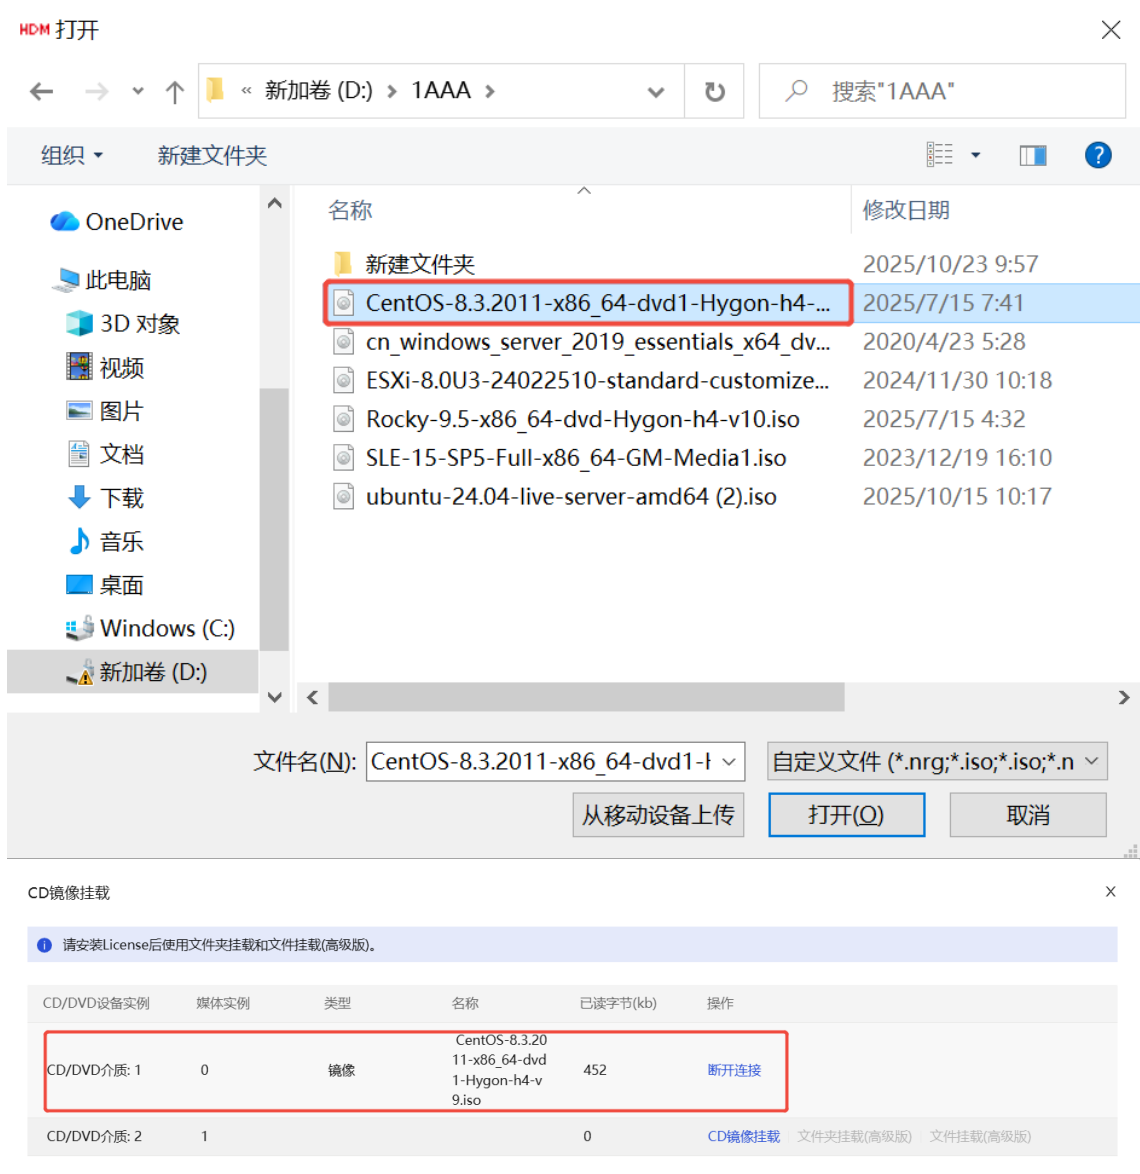 HDM 打开
« 新加卷 (D:) > 1AAA >
搜索"1AAA"
组织
新建文件夹
?
OneDrive
此电脑
3D 对象
视频
图片
文档
下载
音乐
桌面
Windows (C:)
新加卷 (D:)
名称 修改日期
新建文件夹 2025/10/23 9:57
CentOS-8.3.2011-x86_64-dvd1-Hygon-h4-... 2025/7/15 7:41
cn_windows_server_2019_essentials_x64_dv... 2020/4/23 5:28
ESXi-8.0U3-24022510-standard-customize... 2024/11/30 10:18
Rocky-9.5-x86_64-dvd-Hygon-h4-v10.iso 2025/7/15 4:32
SLE-15-SP5-Full-x86_64-GM-Media1.iso 2023/12/19 16:10
ubuntu-24.04-live-server-amd64 (2).iso 2025/10/15 10:17
文件名(N): CentOS-8.3.2011-x86_64-dvd1-H 自定义文件 (*.nrg;*.iso;*.iso;*.n
从移动设备上传 打开(O) 取消
CD镜像挂载
请安装License后使用文件夹挂载和文件挂载(高级版)。
CD/DVD设备实例 媒体实例 类型 名称 已读字节(kb) 操作
CD/DVD介质: 1 0 镜像
CentOS-8.3.20
11-x86_64-dvd
1-Hygon-h4-v
9.iso
452 断开连接
CD/DVD介质: 2 1 0 CD镜像挂载 文件夹挂载(高级版) 文件挂载(高级版)